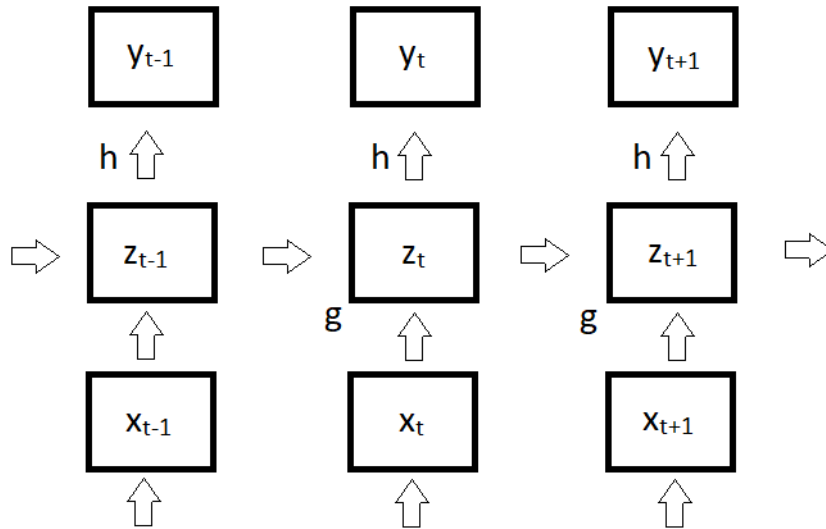 yt-1 yt yt+1
h h h
zt-1 zt zt+1
g g
xt-1 xt xt+1